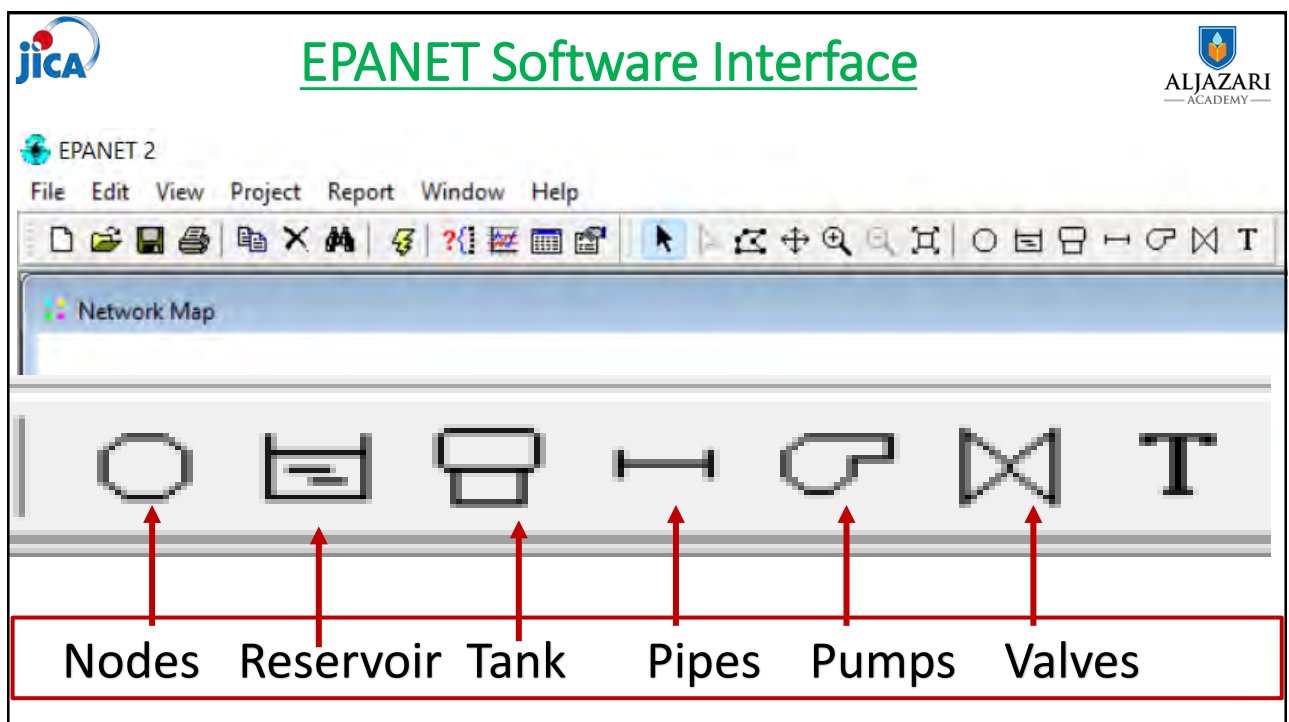 jica
EPANET Software Interface
ALJAZARI
ACADEMY
EPANET 2
File Edit View Project Report Window Help
T
Network Map
T
Nodes Reservoir Tank Pipes Pumps Valves